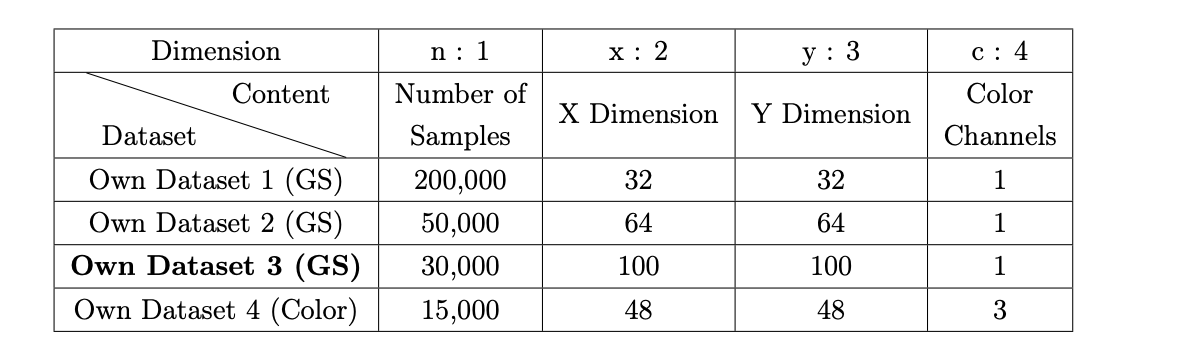 Dimension n : 1 x : 2 y : 3 c : 4
Content Number of Color
X Dimension Y Dimension
Dataset Samples Channels
Own Dataset 1 (GS) 200,000 32 32 1
Own Dataset 2 (GS) 50,000 64 64 1
Own Dataset 3 (GS) 30,000 100 100 1
Own Dataset 4 (Color) 15,000 48 48 3